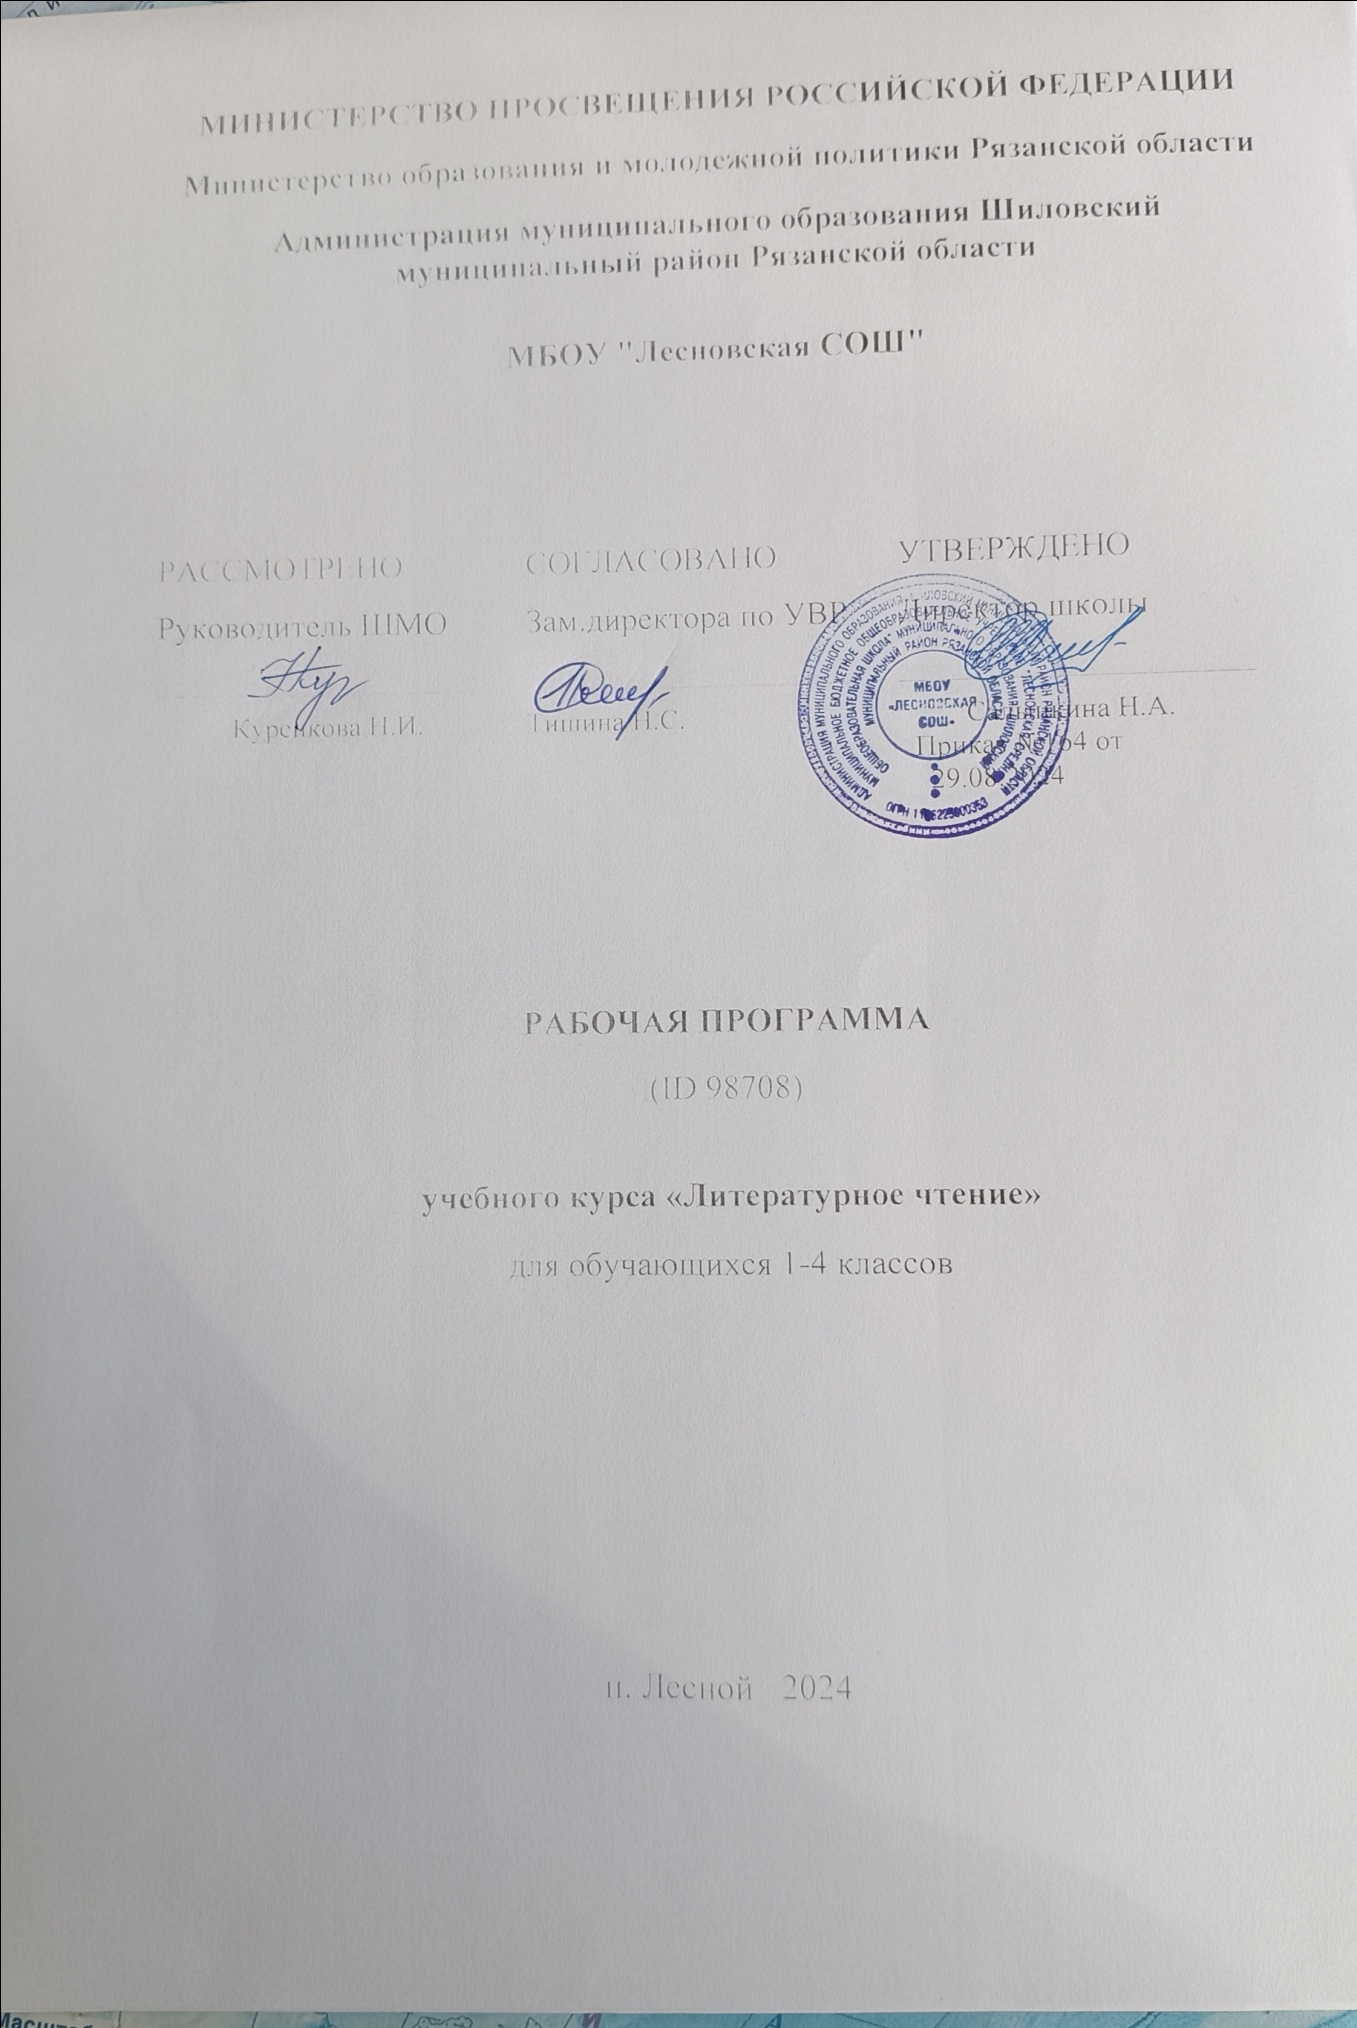 МИНИСТЕРСТВО ПРОСВЕЩЕНИЯ РОССИЙСКОЙ ФЕДЕРАЦИИ
Министерство образования и молодежной политики Рязанской области
Администрация муниципального образования Шиловский
муниципальный район Рязанской области
МБОУ "Лесновская СОШ"
РАССМОТРЕНО
Руководитель ШМО
Куренкова Н.И.
СОГЛАСОВАНО
Зам.директора по УВР
Тишина Н.С.
УТВЕРЖДЕНО
Директор школы
Н.А.
Приказ №164 от
29.08.2024
МБОУ
«ЛЕСНОВСКАЯ
СОШ»
РАБОЧАЯ ПРОГРАММА
(ID 98708)
учебного курса «Литературное чтение»
для обучающихся 1-4 классов
п. Лесной 2024